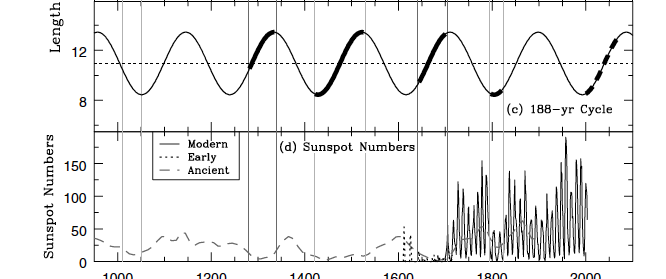 Length
12
8
(c) 188-yr Cycle
Sunspot Numbers
150
100
50
0
Modern
Early
Ancient
(d) Sunspot Numbers
1000 1200 1400 1600 1800 2000